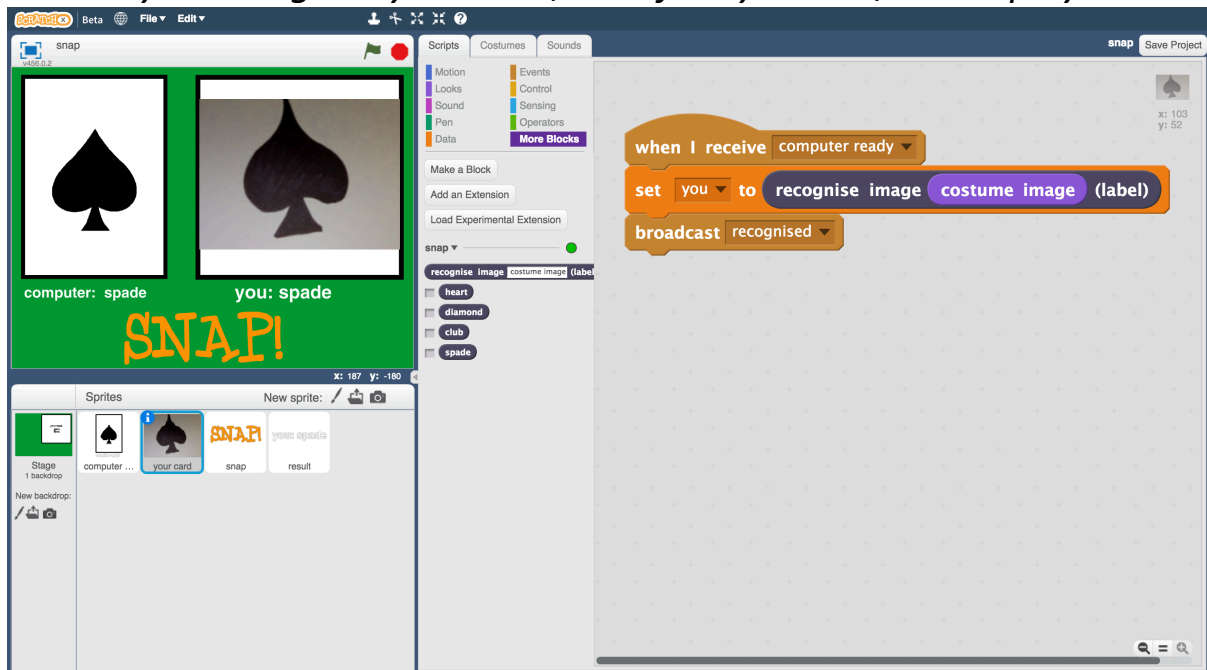 SCRATCHX Beta File▾ Edit▾
snap
v456.0.2
Scripts Costumes Sounds
snap Save Project
Motion Events
Looks Control
Sound Sensing
Pen Operators
Data More Blocks
Make a Block
Add an Extension
Load Experimental Extension
snap▾
recognise image costume image (label
heart
diamond
club
spade
when I receive computer ready ▾
set you ▾ to recognise image costume image (label)
broadcast recognised ▾
x: 103
y: 52
computer: spade you: spade
SNAP!
x: 187 y: -180
Sprites New sprite:
Stage
1 backdrop
New backdrop:
computer ... your card snap result
SNAP! you: spade